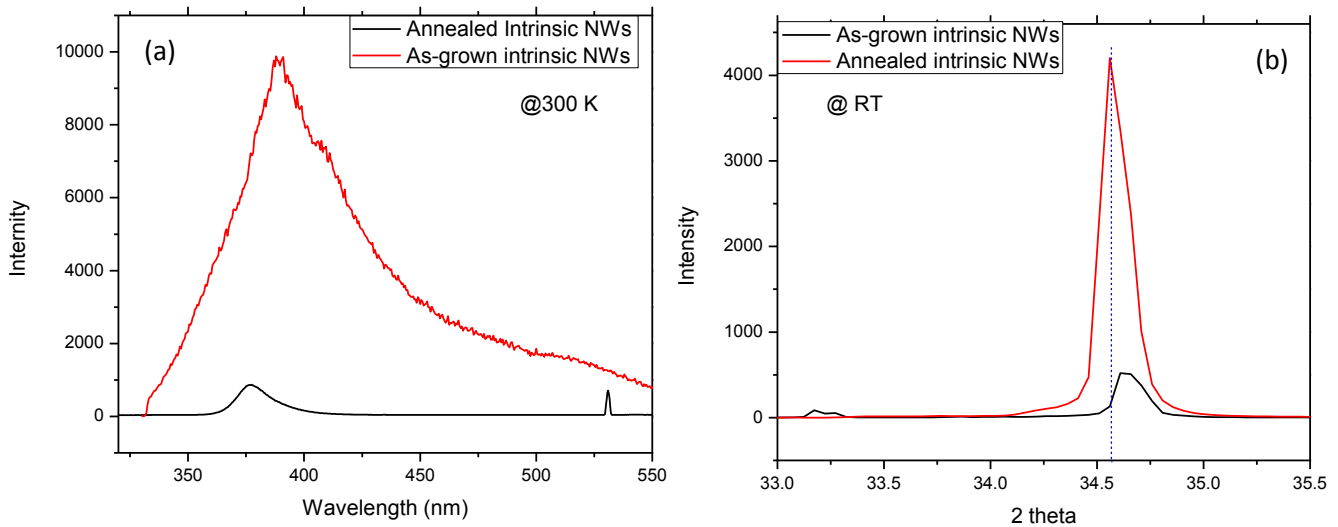 (a)
Annealed Intrinsic NWs
As-grown intrinsic NWs
@300 K
Internity
10000
8000
6000
4000
2000
0
350
400
450
500
550
Wavelength (nm)
As-grown intrinsic NWs
Annealed intrinsic NWs
(b)
@ RT
Intensity
4000
3000
2000
1000
0
33.0
33.5
34.0
34.5
35.0
35.5
2 theta